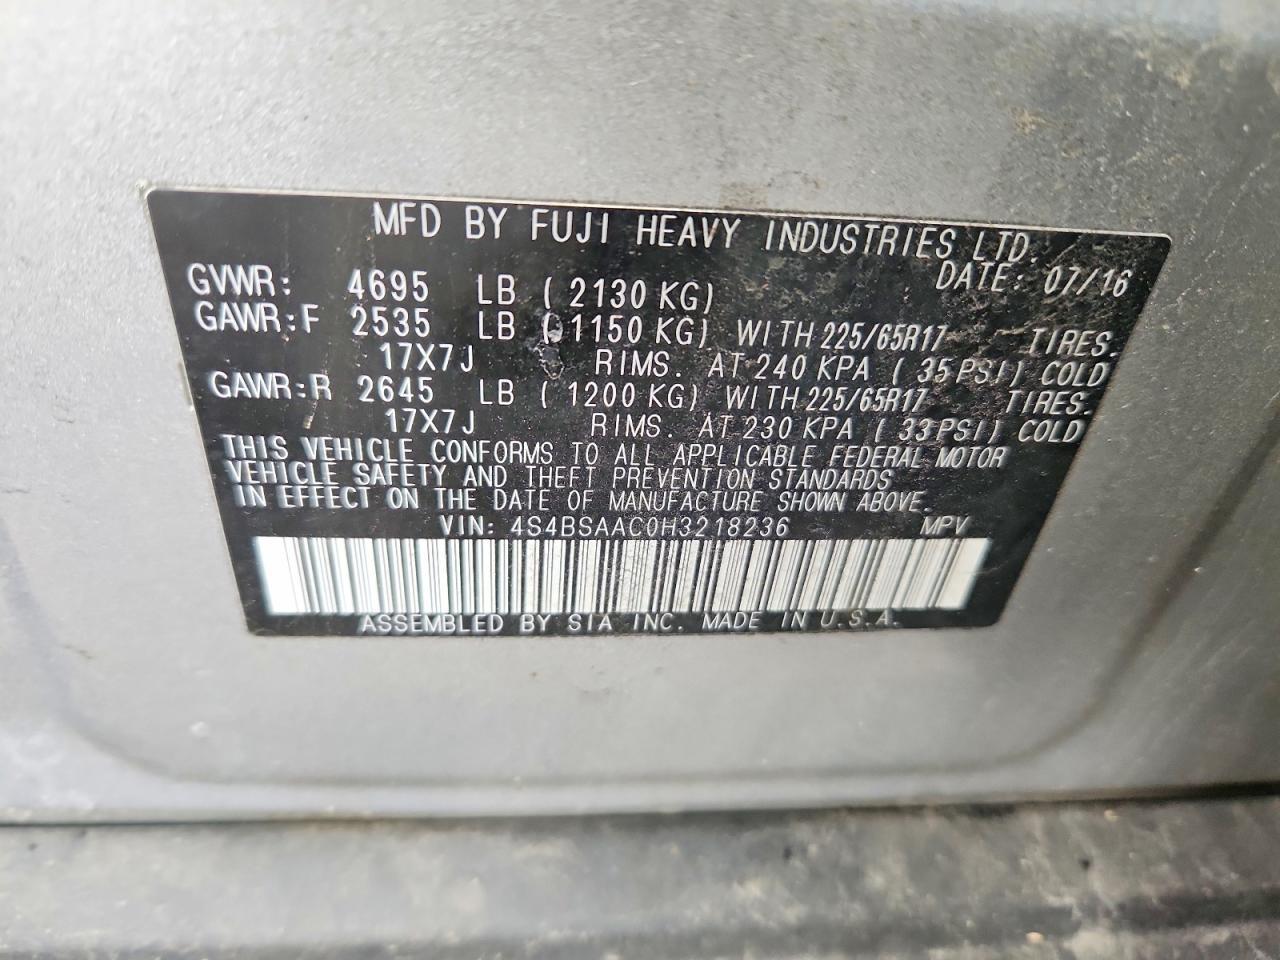 MFD BY FUJI HEAVY INDUSTRIES LTD.
DATE: 07/16
GVWR: 4695 LB ( 2130 KG)
GAWR:F 2535 LB ( 1150 KG) WITH 225/65R17 TIRES.
17X7J RIMS. AT 240 KPA ( 35 PSI) COLD
GAWR:R 2645 LB ( 1200 KG) WITH 225/65R17 TIRES.
17X7J RIMS. AT 230 KPA ( 33 PSI) COLD
THIS VEHICLE CONFORMS TO ALL APPLICABLE FEDERAL MOTOR
VEHICLE SAFETY AND THEFT PREVENTION STANDARDS
IN EFFECT ON THE DATE OF MANUFACTURE SHOWN ABOVE.
VIN: 4S4BSAAC0H3218236 MPV
ASSEMBLED BY SIA INC. MADE IN U.S.A.